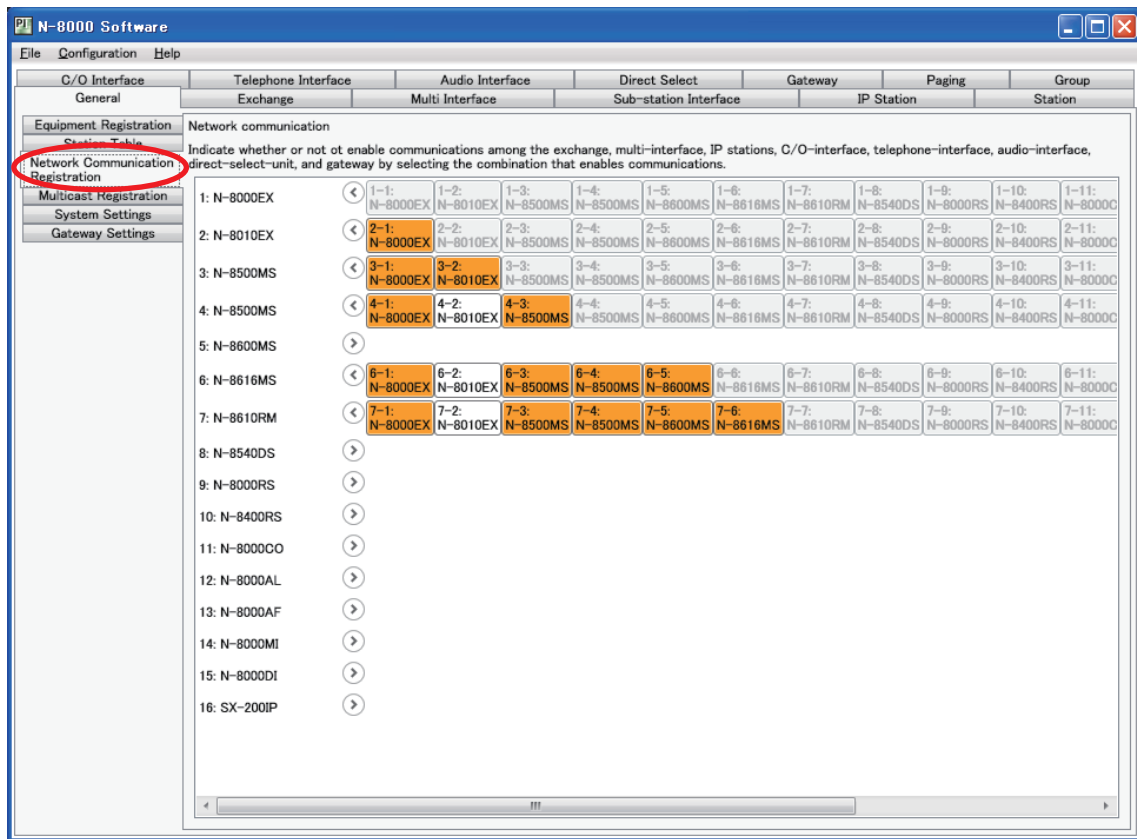 N-8000 Software
File Configuration Help
C/O Interface Telephone Interface Audio Interface Direct Select Gateway Paging Group
General Exchange Multi Interface Sub-station Interface IP Station Station
Equipment Registration
Station Table
Network Communication
Registration
Multicast Registration
System Settings
Gateway Settings
Network communication
Indicate whether or not ot enable communications among the exchange, multi-interface, IP stations, C/O-interface, telephone-interface, audio-interface,
direct-select-unit, and gateway by selecting the combination that enables communications.
1: N-8000EX
1-1: 1-2: 1-3: 1-4: 1-5: 1-6: 1-7: 1-8: 1-9: 1-10: 1-11:
N-8000EX N-8010EX N-8500MS N-8500MS N-8600MS N-8616MS N-8610RM N-8540DS N-8000RS N-8400RS N-8000C
2: N-8010EX
2-1: 2-2: 2-3: 2-4: 2-5: 2-6: 2-7: 2-8: 2-9: 2-10: 2-11:
N-8000EX N-8010EX N-8500MS N-8500MS N-8600MS N-8616MS N-8610RM N-8540DS N-8000RS N-8400RS N-8000C
3: N-8500MS
3-1: 3-2: 3-3: 3-4: 3-5: 3-6: 3-7: 3-8: 3-9: 3-10: 3-11:
N-8000EX N-8010EX N-8500MS N-8500MS N-8600MS N-8616MS N-8610RM N-8540DS N-8000RS N-8400RS N-8000C
4: N-8500MS
4-1: 4-2: 4-3: 4-4: 4-5: 4-6: 4-7: 4-8: 4-9: 4-10: 4-11:
N-8000EX N-8010EX N-8500MS N-8500MS N-8600MS N-8616MS N-8610RM N-8540DS N-8000RS N-8400RS N-8000C
5: N-8600MS
6: N-8616MS
6-1: 6-2: 6-3: 6-4: 6-5: 6-6: 6-7: 6-8: 6-9: 6-10: 6-11:
N-8000EX N-8010EX N-8500MS N-8500MS N-8600MS N-8616MS N-8610RM N-8540DS N-8000RS N-8400RS N-8000C
7: N-8610RM
7-1: 7-2: 7-3: 7-4: 7-5: 7-6: 7-7: 7-8: 7-9: 7-10: 7-11:
N-8000EX N-8010EX N-8500MS N-8500MS N-8600MS N-8616MS N-8610RM N-8540DS N-8000RS N-8400RS N-8000C
8: N-8540DS
9: N-8000RS
10: N-8400RS
11: N-8000CO
12: N-8000AL
13: N-8000AF
14: N-8000MI
15: N-8000DI
16: SX-200IP